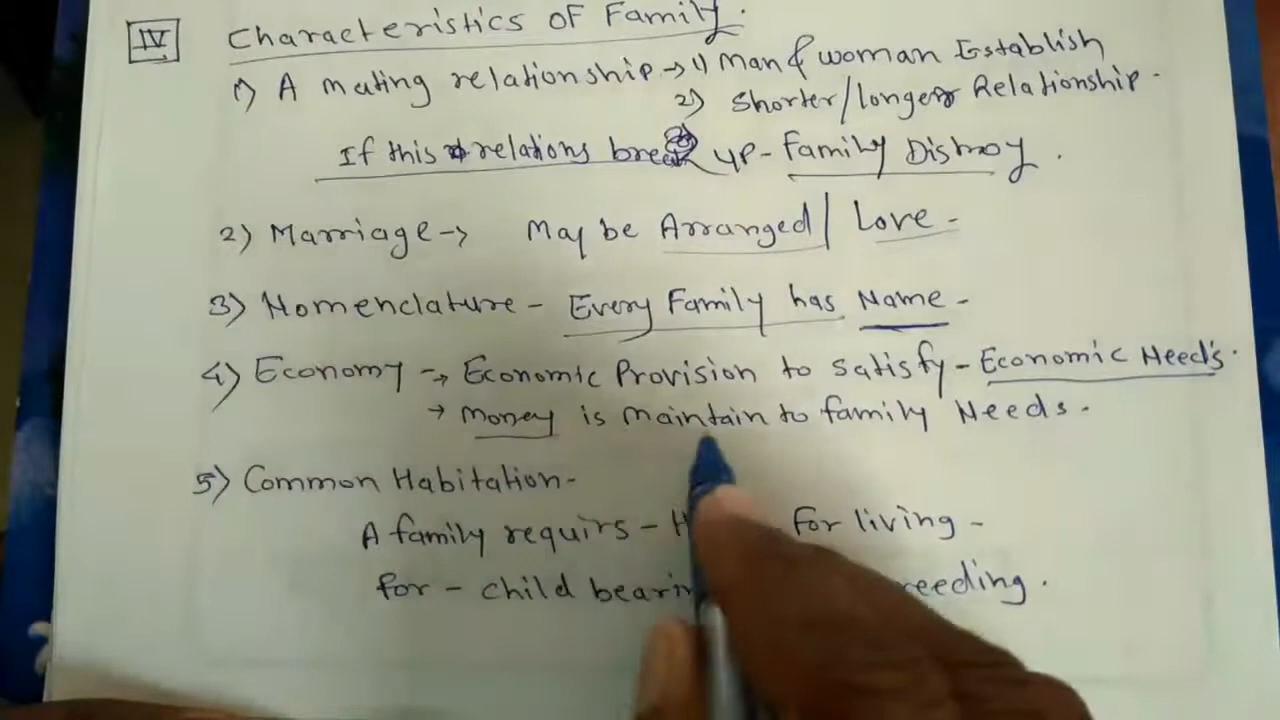 IV Characteristics of Family.
1) A mating relationship → 1) Man & woman Establish
2) Shorter/longer Relationship.
If this relations break up - Family Distroy.
2) Marriage → May be Arranged / Love -
3) Nomenclature - Every Family has Name -
4) Economy → Economic Provision to Satisfy - Economic Need's.
→ Money is Maintain to family Needs.
5) Common Habitation -
A family requirs - For living -
for - child